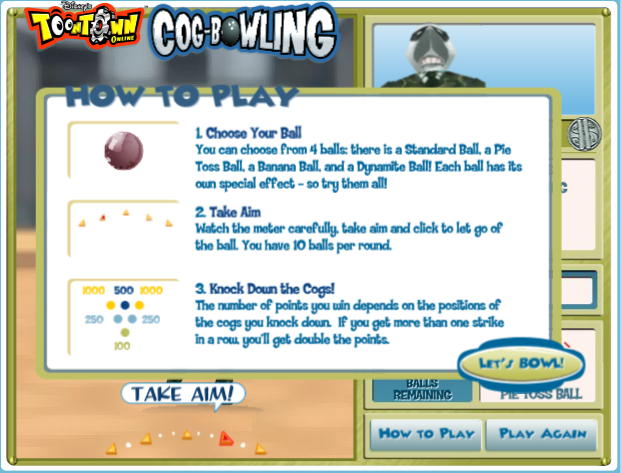 Disney's
TOONTOWN
ONLINE
COG-BOWLING
HOW TO PLAY
1. Choose Your Ball
You can choose from 4 balls: there is a Standard Ball, a Pie
Toss Ball, a Banana Ball, and a Dynamite Ball! Each ball has its
own special effect - so try them all!
2. Take Aim
Watch the meter carefully, take aim and click to let go of
the ball. You have 10 balls per round.
1000 500 1000
250 250
100
3. Knock Down the Cogs!
The number of points you win depends on the positions of
the cogs you knock down. If you get more than one strike
in a row, you'll get double the points.
LET'S BOWL!
TAKE AIM!
BALLS
REMAINING
PIE TOSS BALL
HOW TO PLAY
PLAY AGAIN